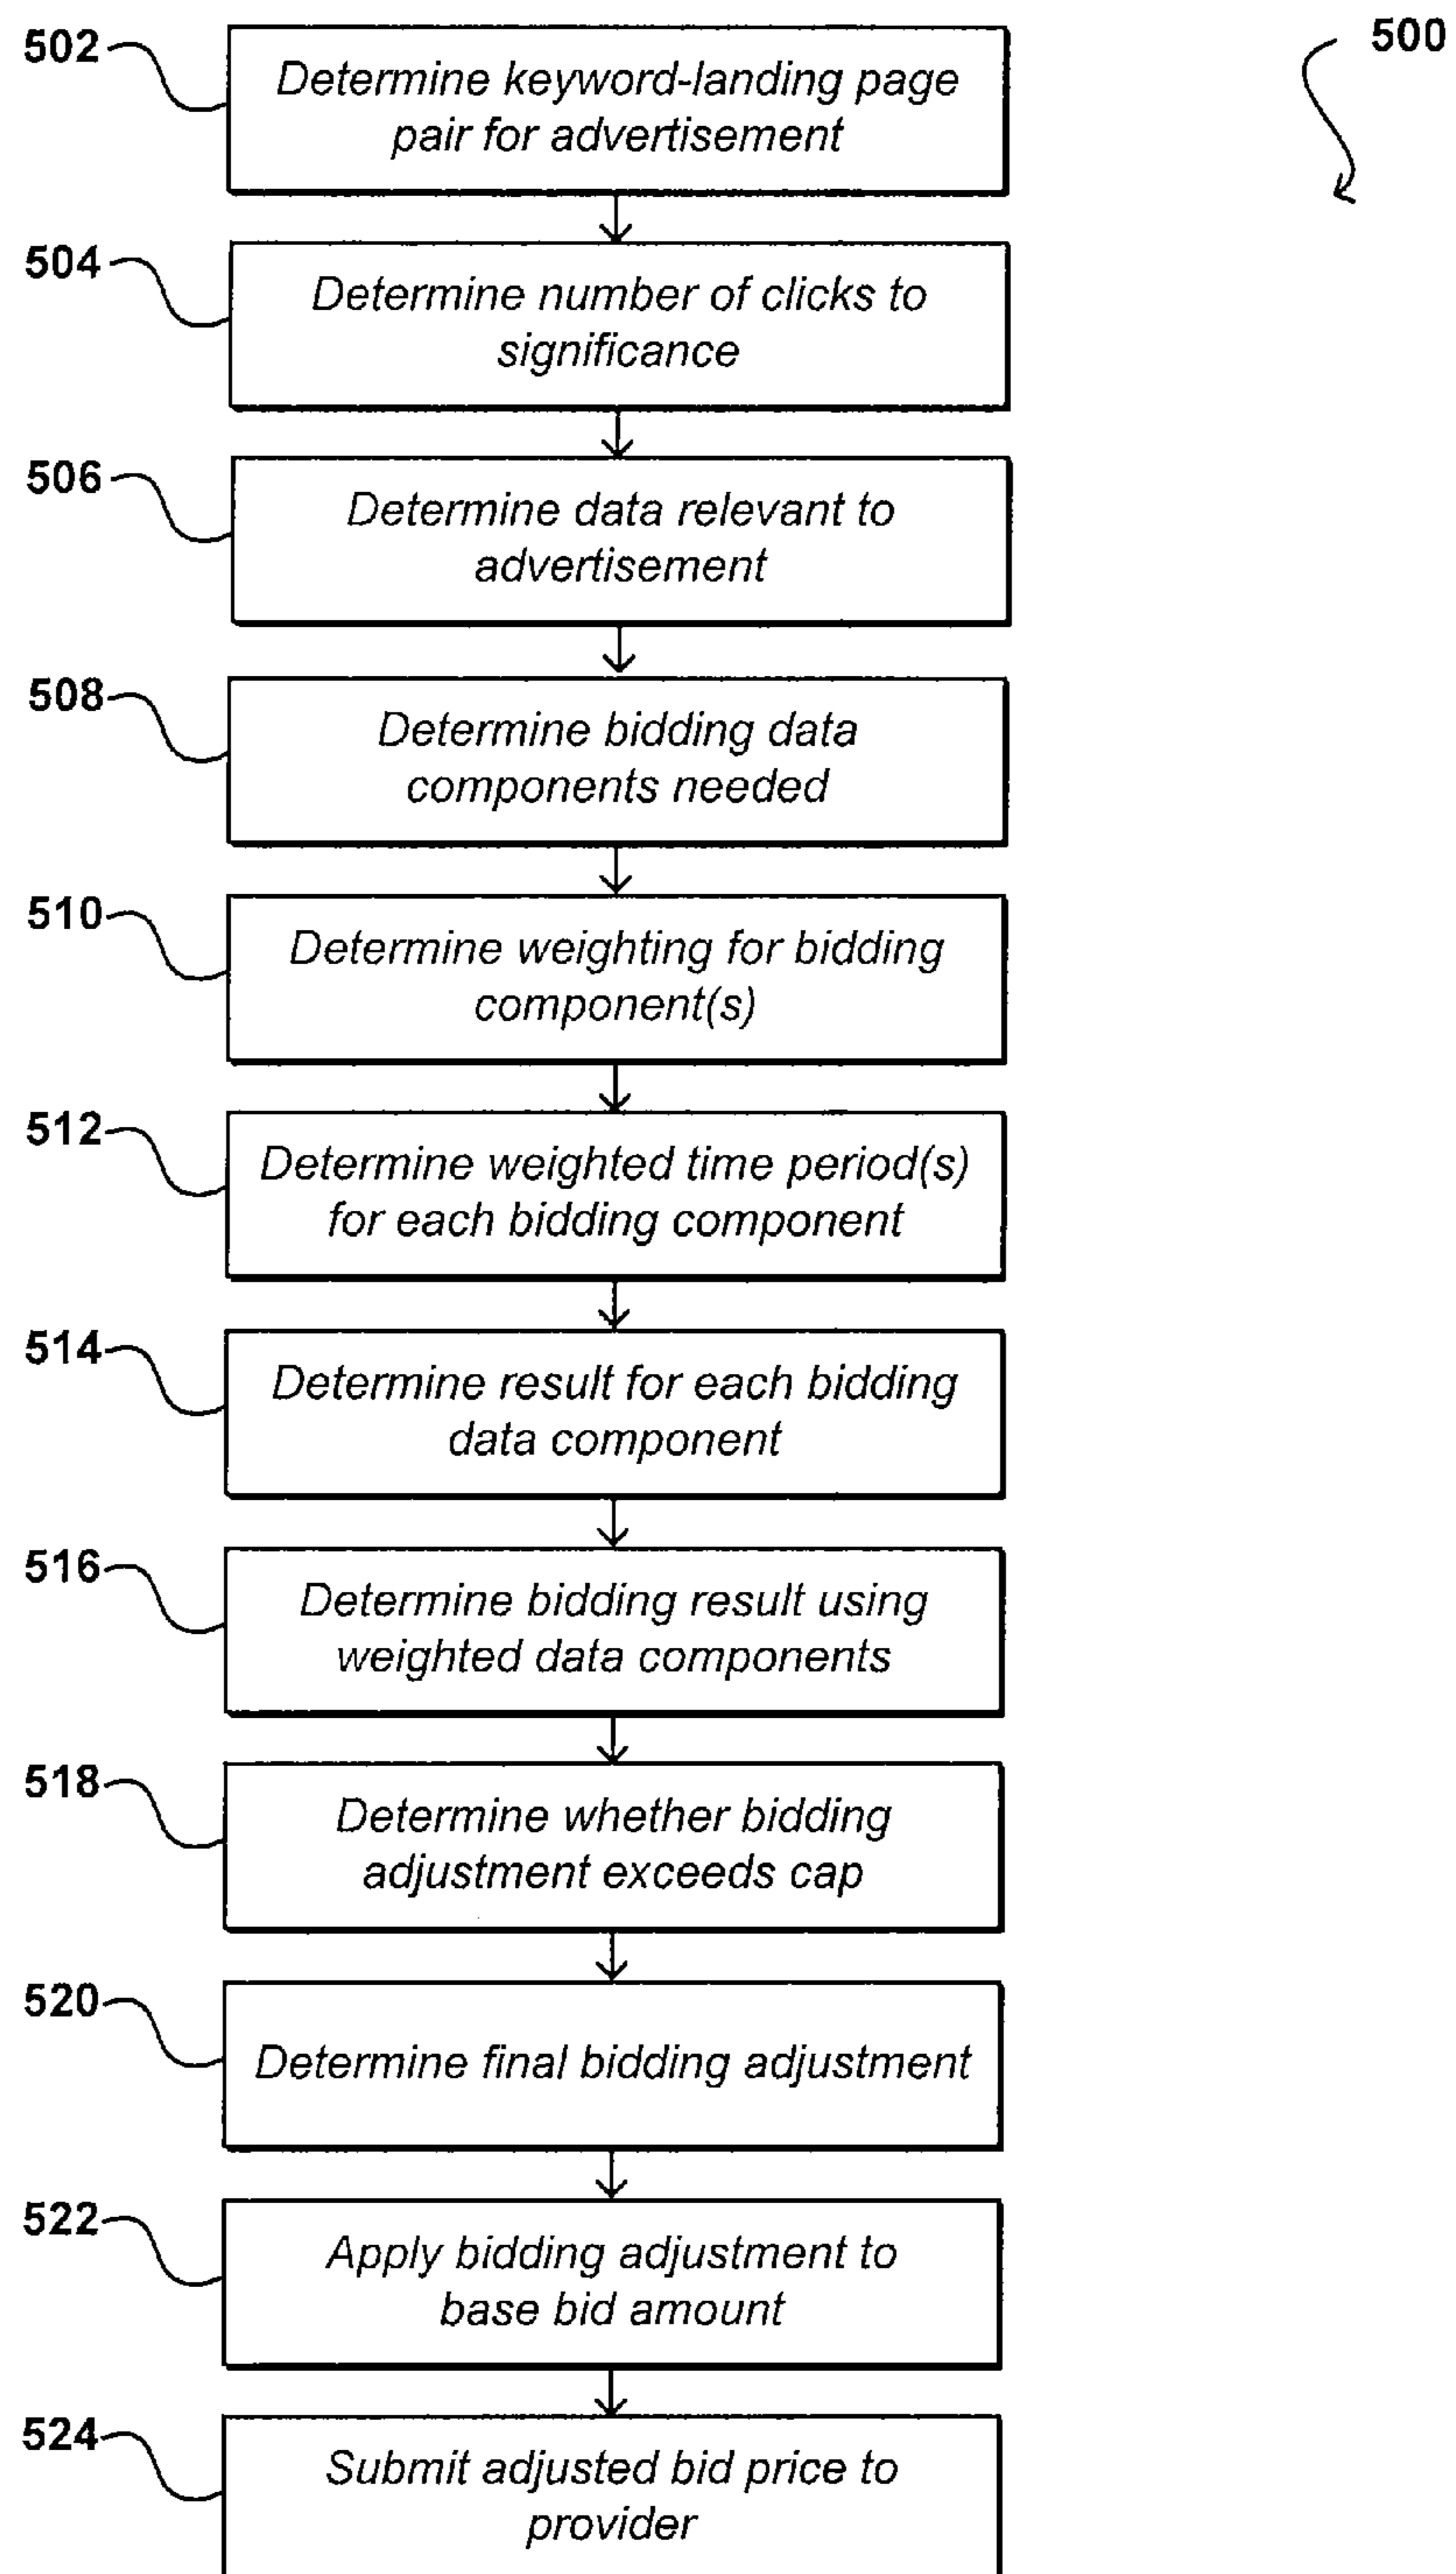 500
502
Determine keyword-landing page
pair for advertisement
504
Determine number of clicks to
significance
506
Determine data relevant to
advertisement
508
Determine bidding data
components needed
510
Determine weighting for bidding
component(s)
512
Determine weighted time period(s)
for each bidding component
514
Determine result for each bidding
data component
516
Determine bidding result using
weighted data components
518
Determine whether bidding
adjustment exceeds cap
520
Determine final bidding adjustment
522
Apply bidding adjustment to
base bid amount
524
Submit adjusted bid price to
provider